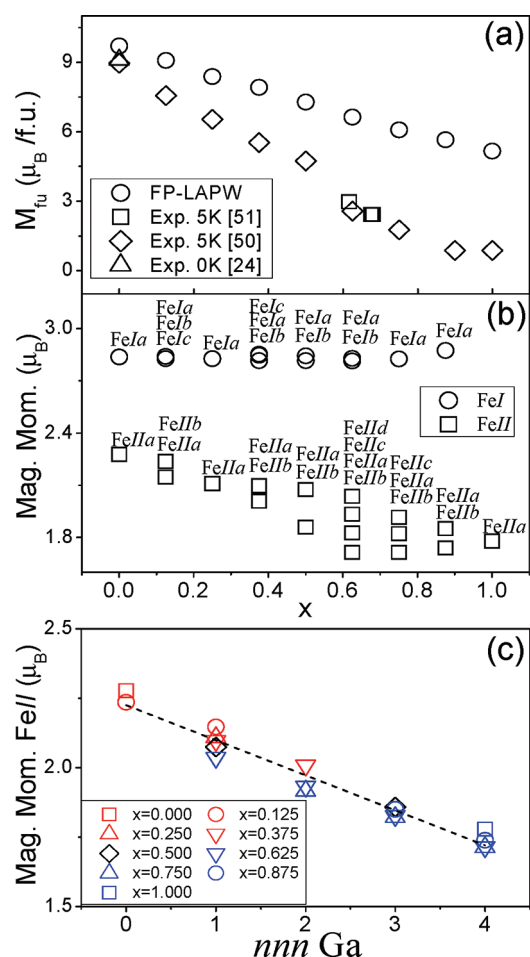 (a)
M_fu (μ_B /f.u.)
9
6
3
0
FP-LAPW
Exp. 5K [51]
Exp. 5K [50]
Exp. 0K [24]
(b)
Mag. Mom. (μ_B)
3.0
2.4
1.8
FeIa
FeIa
FeIb
FeIc
FeIa
FeIc
FeIa
FeIb
FeIa
FeIb
FeIa
FeIb
FeIa
FeIa
FeI
FeII
FeIIa
FeIIb
FeIIa
FeIIa
FeIIa
FeIIb
FeIIa
FeIIb
FeIId
FeIIc
FeIIa
FeIIb
FeIIc
FeIIa
FeIIb
FeIIa
FeIIb
FeIIa
0.0 0.2 0.4 0.6 0.8 1.0
x
(c)
Mag. Mom. FeII (μ_B)
2.5
2.0
1.5
x=0.000 x=0.125
x=0.250 x=0.375
x=0.500 x=0.625
x=0.750 x=0.875
x=1.000
0 1 2 3 4
nnn Ga